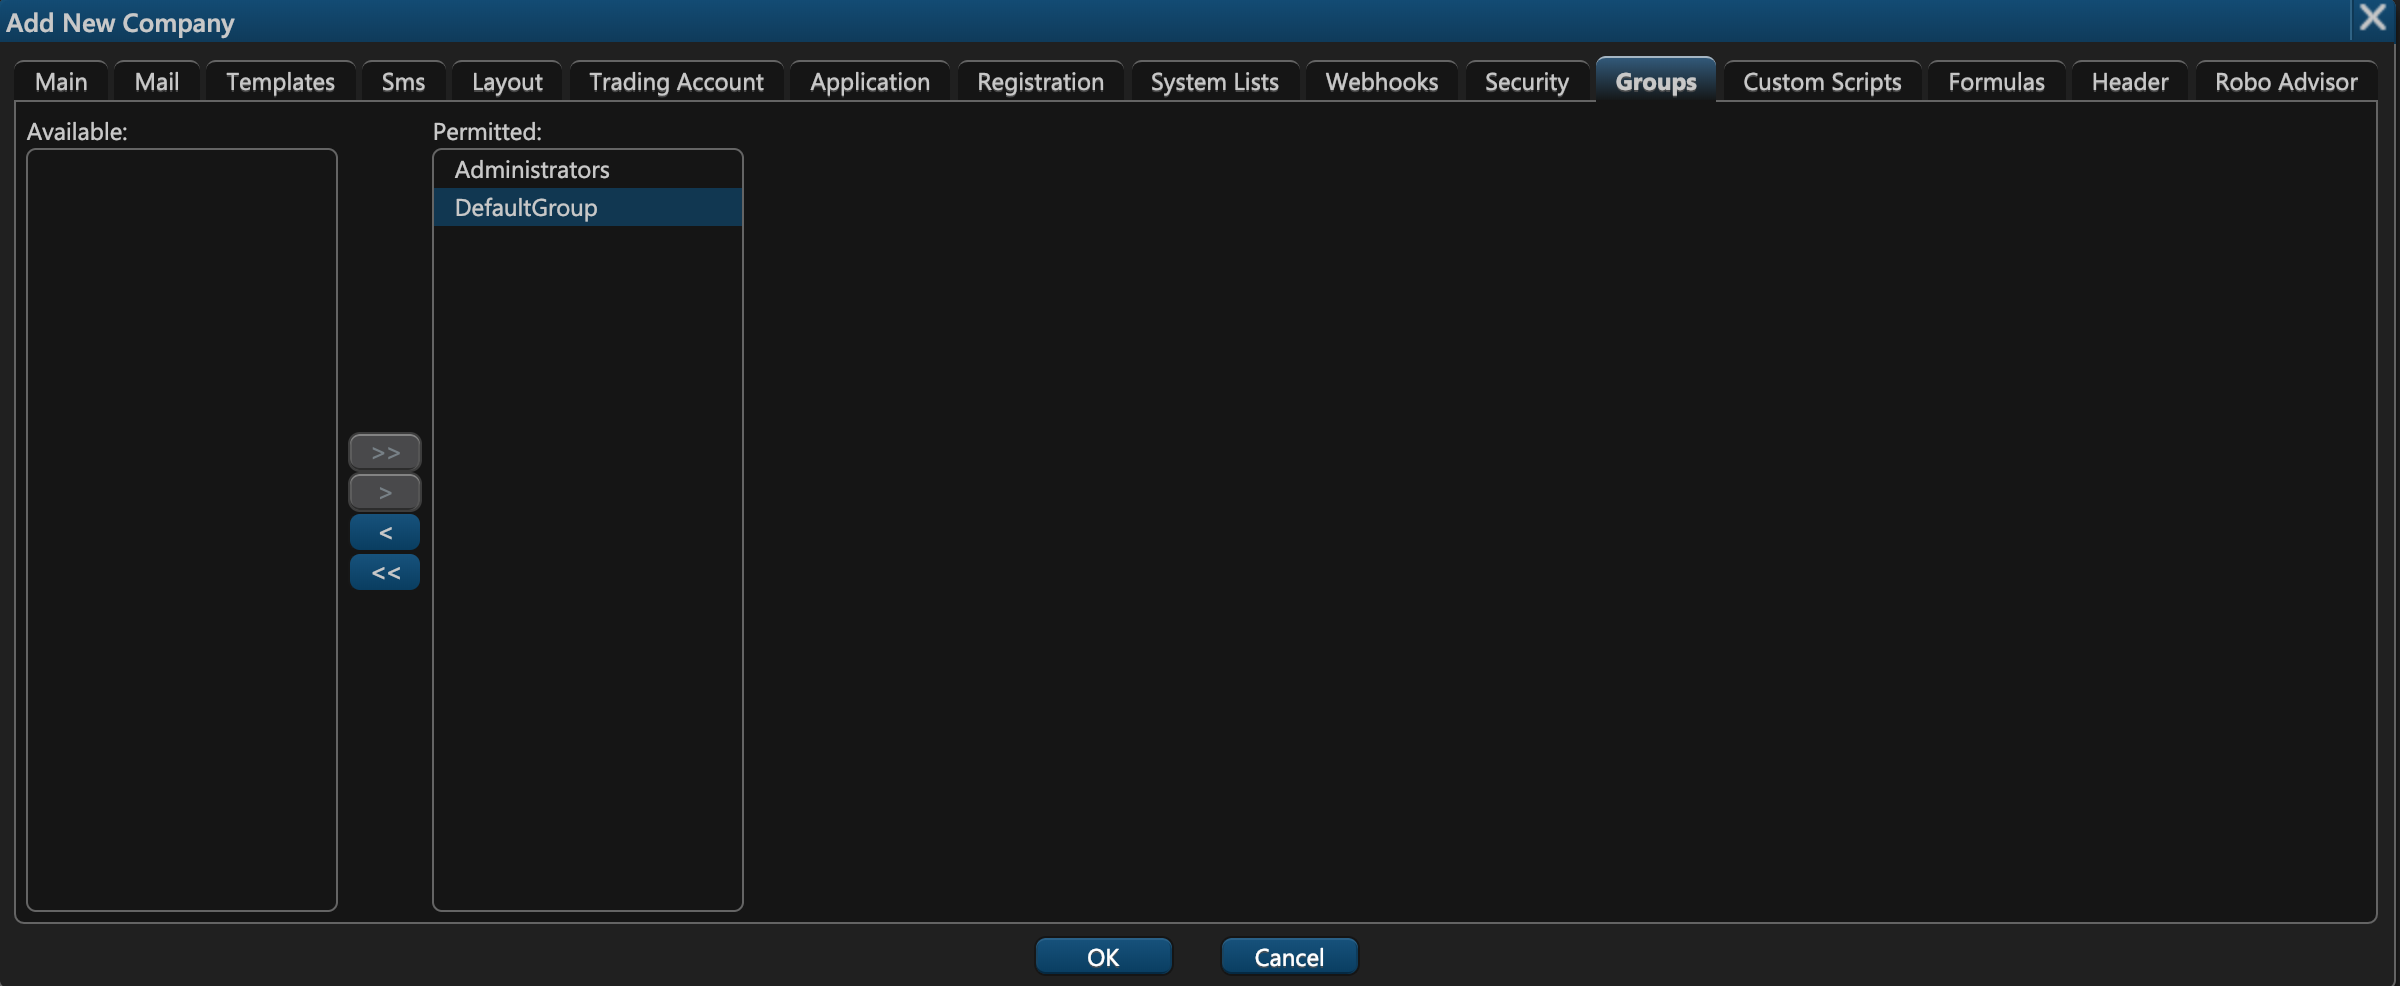 Add New Company
Main Mail Templates Sms Layout Trading Account Application Registration System Lists Webhooks Security Groups Custom Scripts Formulas Header Robo Advisor
Available: Permitted:
Administrators
DefaultGroup
>>
>
<
<<
OK Cancel